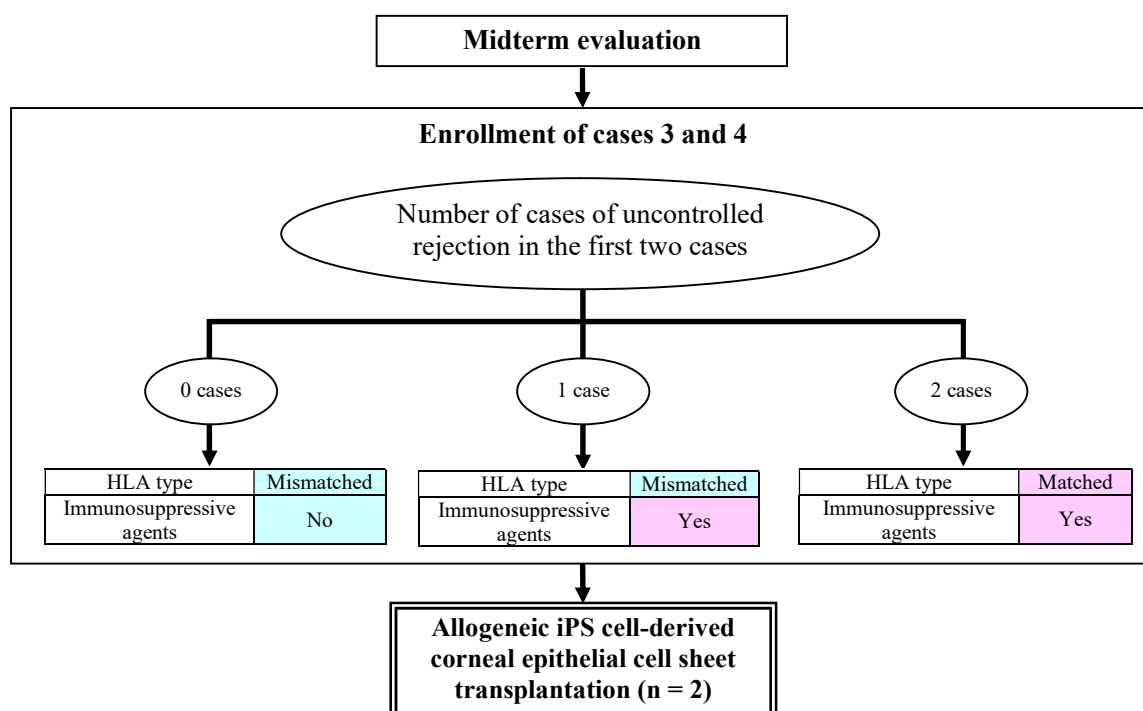 Midterm evaluation
Enrollment of cases 3 and 4
Number of cases of uncontrolled
rejection in the first two cases
0 cases
1 case
2 cases
HLA type Mismatched
Immunosuppressive
agents
No
HLA type Mismatched
Immunosuppressive
agents
Yes
HLA type Matched
Immunosuppressive
agents
Yes
Allogeneic iPS cell-derived
corneal epithelial cell sheet
transplantation (n = 2)